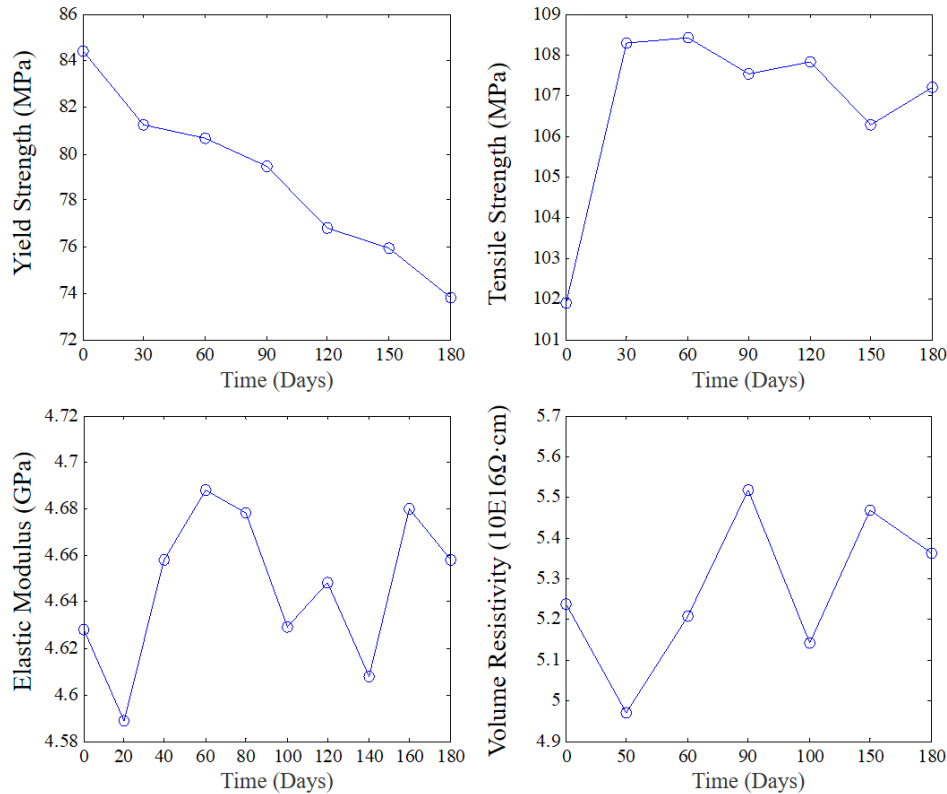 Yield Strength (MPa)
86
84
82
80
78
76
74
72
0 30 60 90 120 150 180
Time (Days)
Tensile Strength (MPa)
109
108
107
106
105
104
103
102
101
0 30 60 90 120 150 180
Time (Days)
Elastic Modulus (GPa)
4.72
4.7
4.68
4.66
4.64
4.62
4.6
4.58
0 20 40 60 80 100 120 140 160 180
Time (Days)
Volume Resistivity (10E16Ω·cm)
5.7
5.6
5.5
5.4
5.3
5.2
5.1
5
4.9
0 50 60 90 100 150 180
Time (Days)